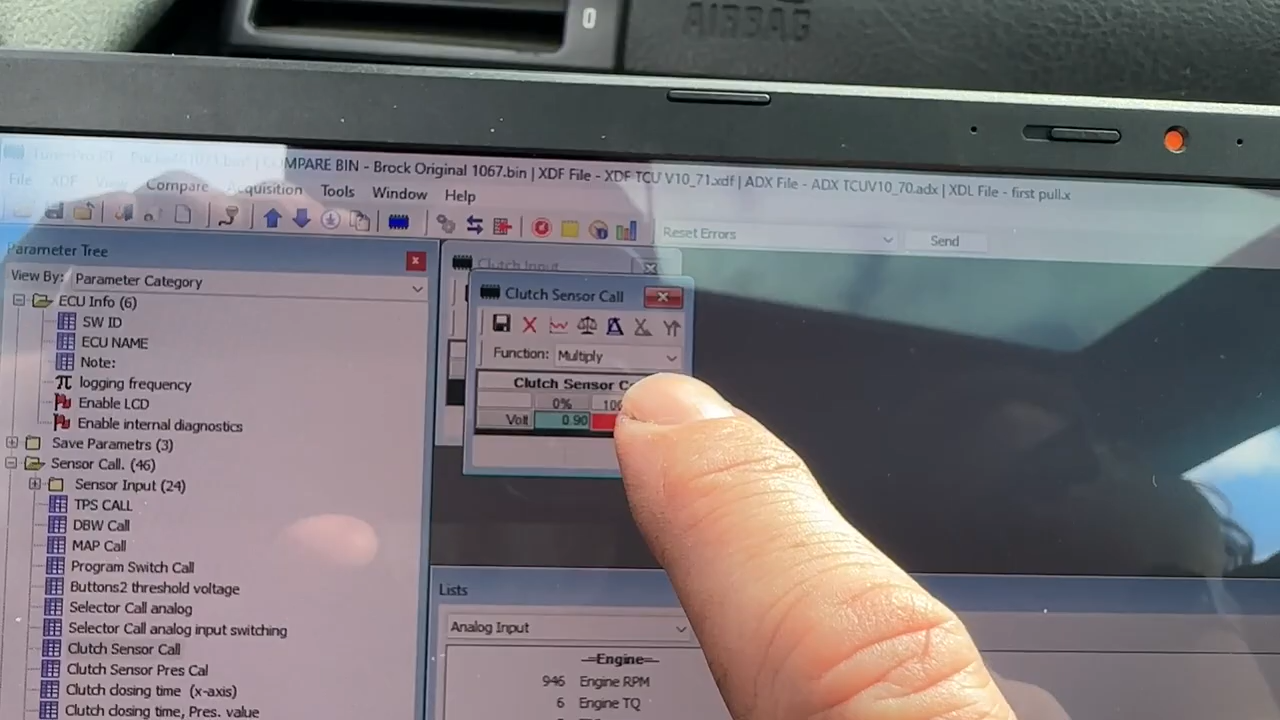 0
AIRBAG
COMPARE BIN - Brock Original 1067.bin | XDF File - XDF TCU V10_71.xdf | ADX File - ADX TCUV10_70.adx | XDL File - first pull.x
File XDF View Compare Acquisition Tools Window Help
Reset Errors
Send
Parameter Tree
View By: Parameter Category
ECU Info (6)
SW ID
ECU NAME
Note:
logging frequency
Enable LCD
Enable internal diagnostics
Save Parametrs (3)
Sensor Call. (46)
Sensor Input (24)
TPS CALL
DBW Call
MAP Call
Program Switch Call
Buttons2 threshold voltage
Selector Call analog
Selector Call analog input switching
Clutch Sensor Call
Clutch Sensor Pres Cal
Clutch closing time (x-axis)
Clutch closing time, Pres. value
Clutch Input
Clutch Sensor Call
Function: Multiply
Clutch Sensor
0%
Volt 0.90
Lists
Analog Input
=Engine=
946 Engine RPM
6 Engine TQ